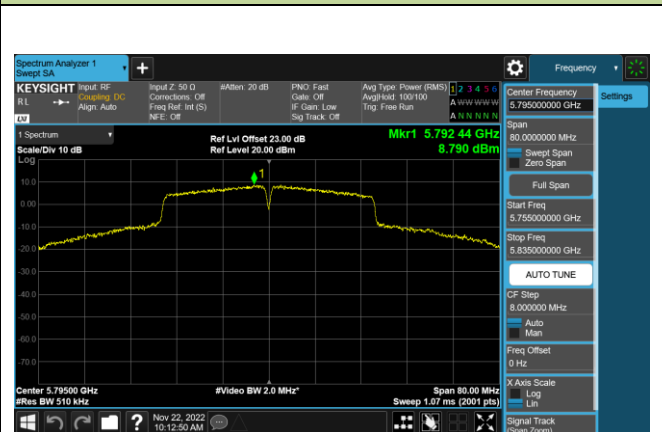 Spectrum Analyzer 1
Swept SA
+
Frequency
KEYSIGHT
RL
Input: RF
Coupling: DC
Align: Auto
Input Z: 50 Ω
Corrections: Off
Freq Ref: Int (S)
NFE: Off
#Atten: 20 dB
PNO: Fast
Gate: Off
IF Gain: Low
Sig Track: Off
Avg Type: Power (RMS)
Avg|Hold: 100/100
Trig: Free Run
1 2 3 4 5 6
A W W W W W
A N N N N N
LXI
1 Spectrum
Scale/Div 10 dB
Log
Ref Lvl Offset 23.00 dB
Ref Level 20.00 dBm
Mkr1 5.792 44 GHz
8.790 dBm
1
10.0
0.00
-10.0
-20.0
-30.0
-40.0
-50.0
-60.0
-70.0
Center 5.79500 GHz
#Res BW 510 kHz
#Video BW 2.0 MHz*
Span 80.00 MHz
Sweep 1.07 ms (2001 pts)
?
Nov 22, 2022
10:12:50 AM
Center Frequency
5.795000000 GHz
Settings
Span
80.0000000 MHz
Swept Span
Zero Span
Full Span
Start Freq
5.755000000 GHz
Stop Freq
5.835000000 GHz
AUTO TUNE
CF Step
8.000000 MHz
Auto
Man
Freq Offset
0 Hz
X Axis Scale
Log
Lin
Signal Track
(Span Zoom)